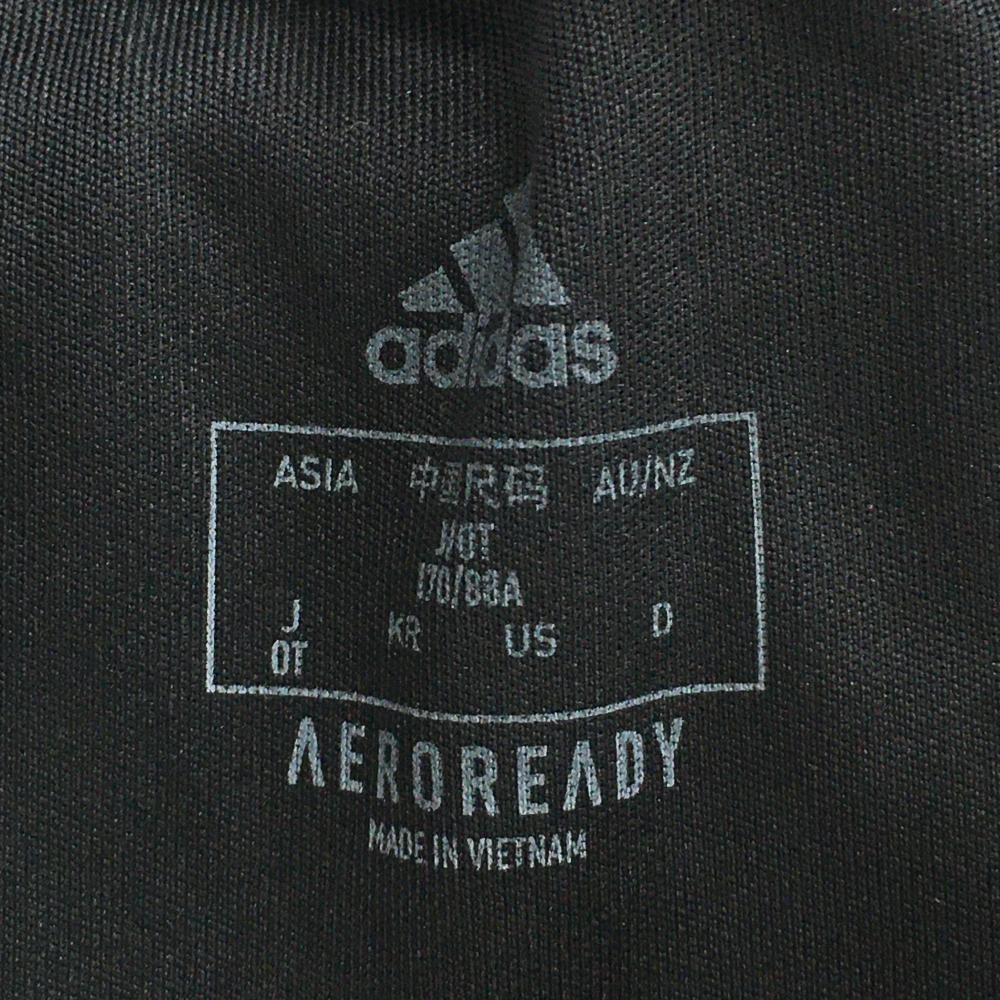 adidas
ASIA 中国尺码 AU/NZ
J/OT
170/88A
J KR US D
OT
AEROREADY
MADE IN VIETNAM